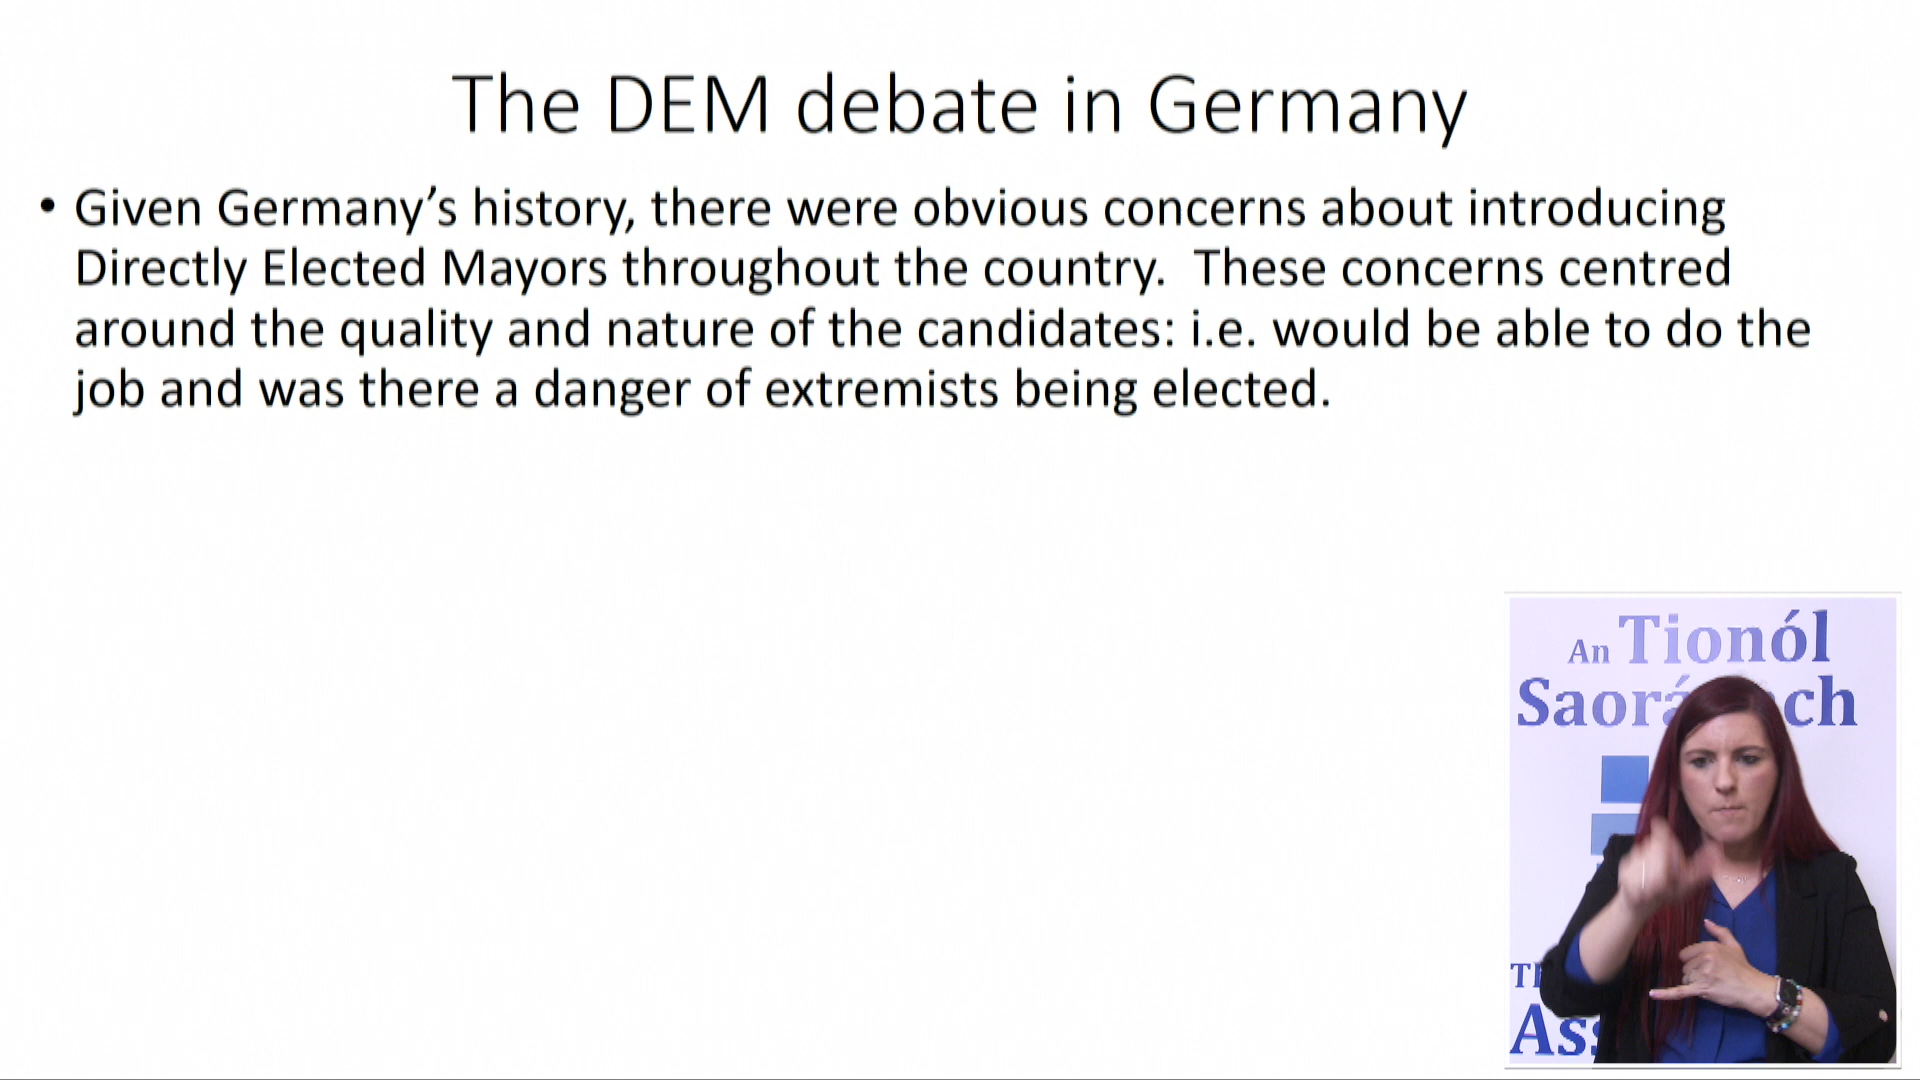 The DEM debate in Germany
• Given Germany’s history, there were obvious concerns about introducing
Directly Elected Mayors throughout the country.  These concerns centred
around the quality and nature of the candidates: i.e. would be able to do the
job and was there a danger of extremists being elected.
An Tionól